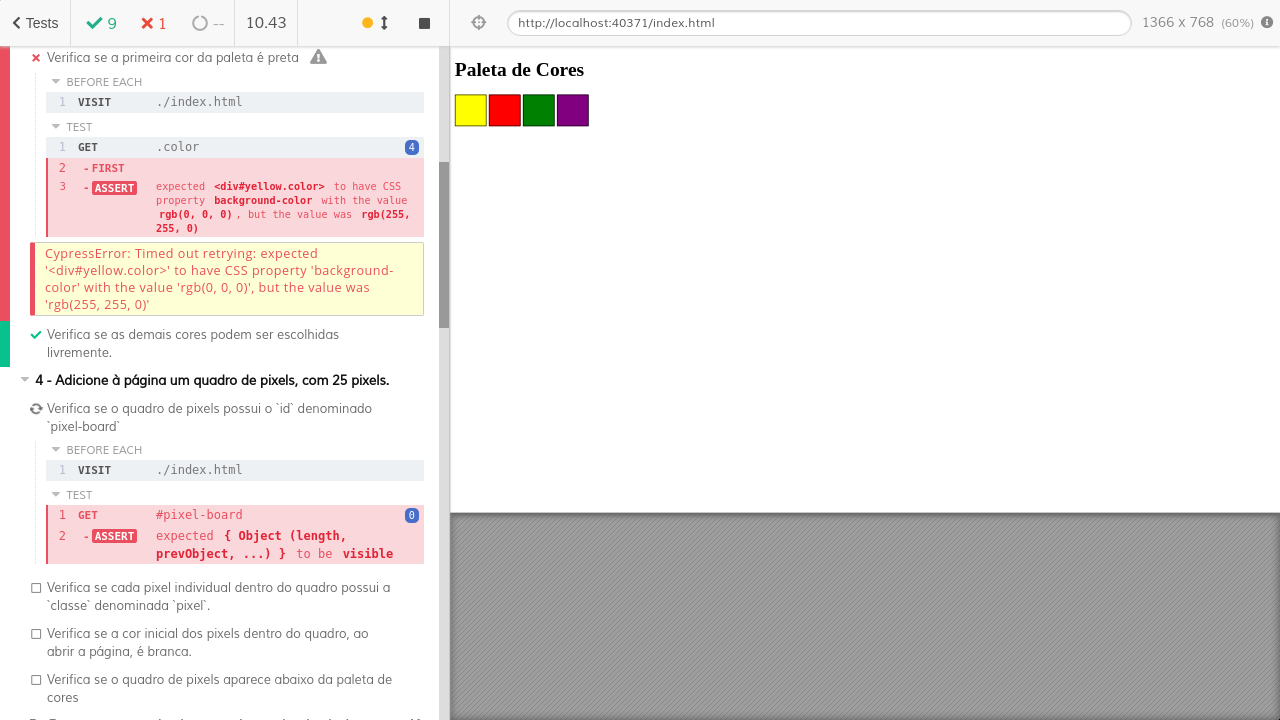 Tests
9
1
--
10.43
http://localhost:40371/index.html
1366 x 768 (60%)
Verifica se a primeira cor da paleta é preta
BEFORE EACH
1 VISIT ./index.html
TEST
1 GET .color 4
2 - FIRST
3 - ASSERT expected <div#yellow.color> to have CSS
property background-color with the value
rgb(0, 0, 0), but the value was rgb(255,
255, 0)
CypressError: Timed out retrying: expected
'<div#yellow.color>' to have CSS property 'background-
color' with the value 'rgb(0, 0, 0)', but the value was
'rgb(255, 255, 0)'
Verifica se as demais cores podem ser escolhidas
livremente.
4 - Adicione à página um quadro de pixels, com 25 pixels.
Verifica se o quadro de pixels possui o `id` denominado
`pixel-board`
BEFORE EACH
1 VISIT ./index.html
TEST
1 GET #pixel-board 0
2 - ASSERT expected { Object (length,
prevObject, ...) } to be visible
Verifica se cada pixel individual dentro do quadro possui a
`classe` denominada `pixel`.
Verifica se a cor inicial dos pixels dentro do quadro, ao
abrir a página, é branca.
Verifica se o quadro de pixels aparece abaixo da paleta de
cores
Paleta de Cores